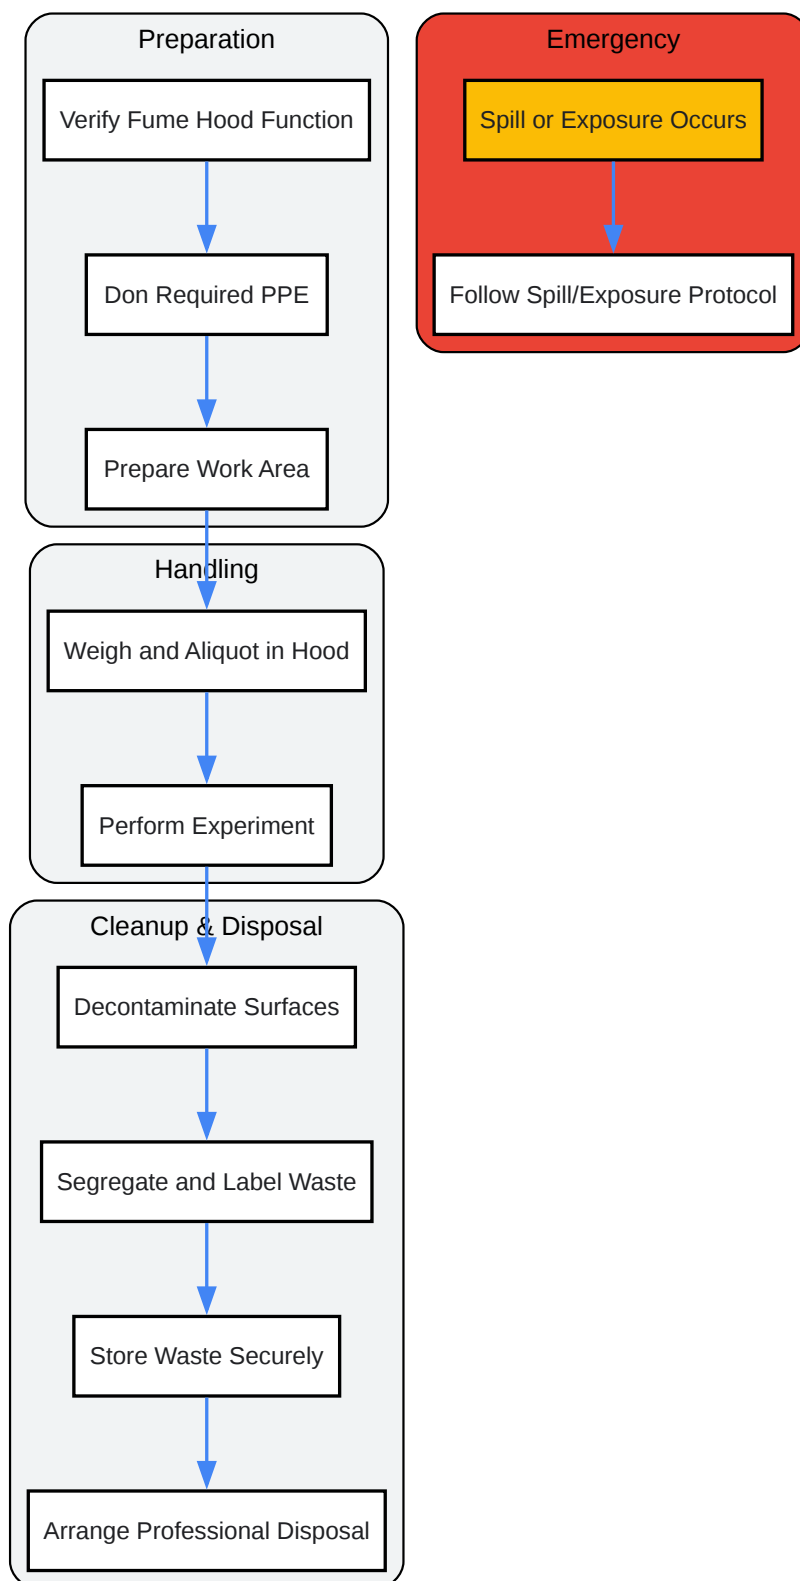 Preparation
Verify Fume Hood Function
Don Required PPE
Prepare Work Area
Handling
Weigh and Aliquot in Hood
Perform Experiment
Cleanup & Disposal
Decontaminate Surfaces
Segregate and Label Waste
Store Waste Securely
Arrange Professional Disposal
Emergency
Spill or Exposure Occurs
Follow Spill/Exposure Protocol